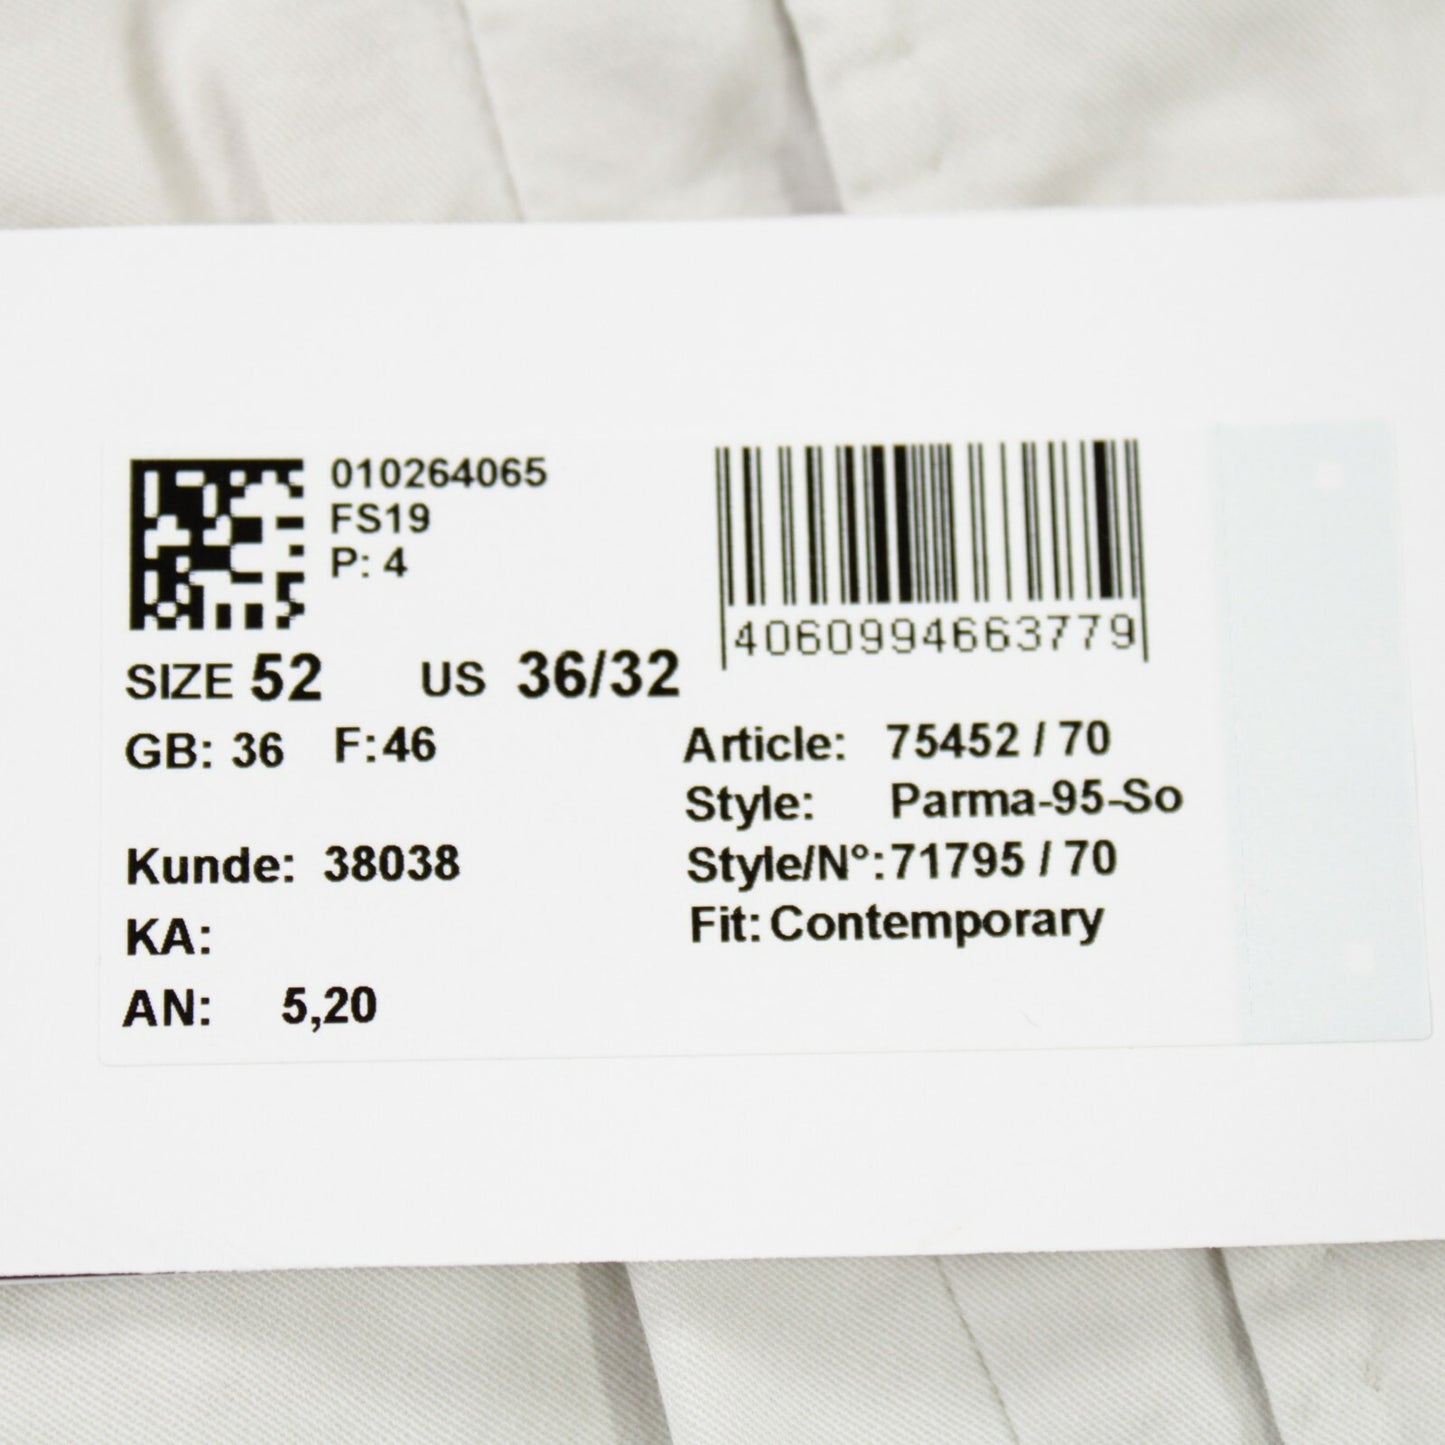 010264065
FS19
P: 4
4060994663779
SIZE 52 US 36/32
GB: 36 F:46
Article: 75452 / 70
Style: Parma-95-So
Kunde: 38038
Style/N°:71795 / 70
KA:
Fit: Contemporary
AN: 5,20